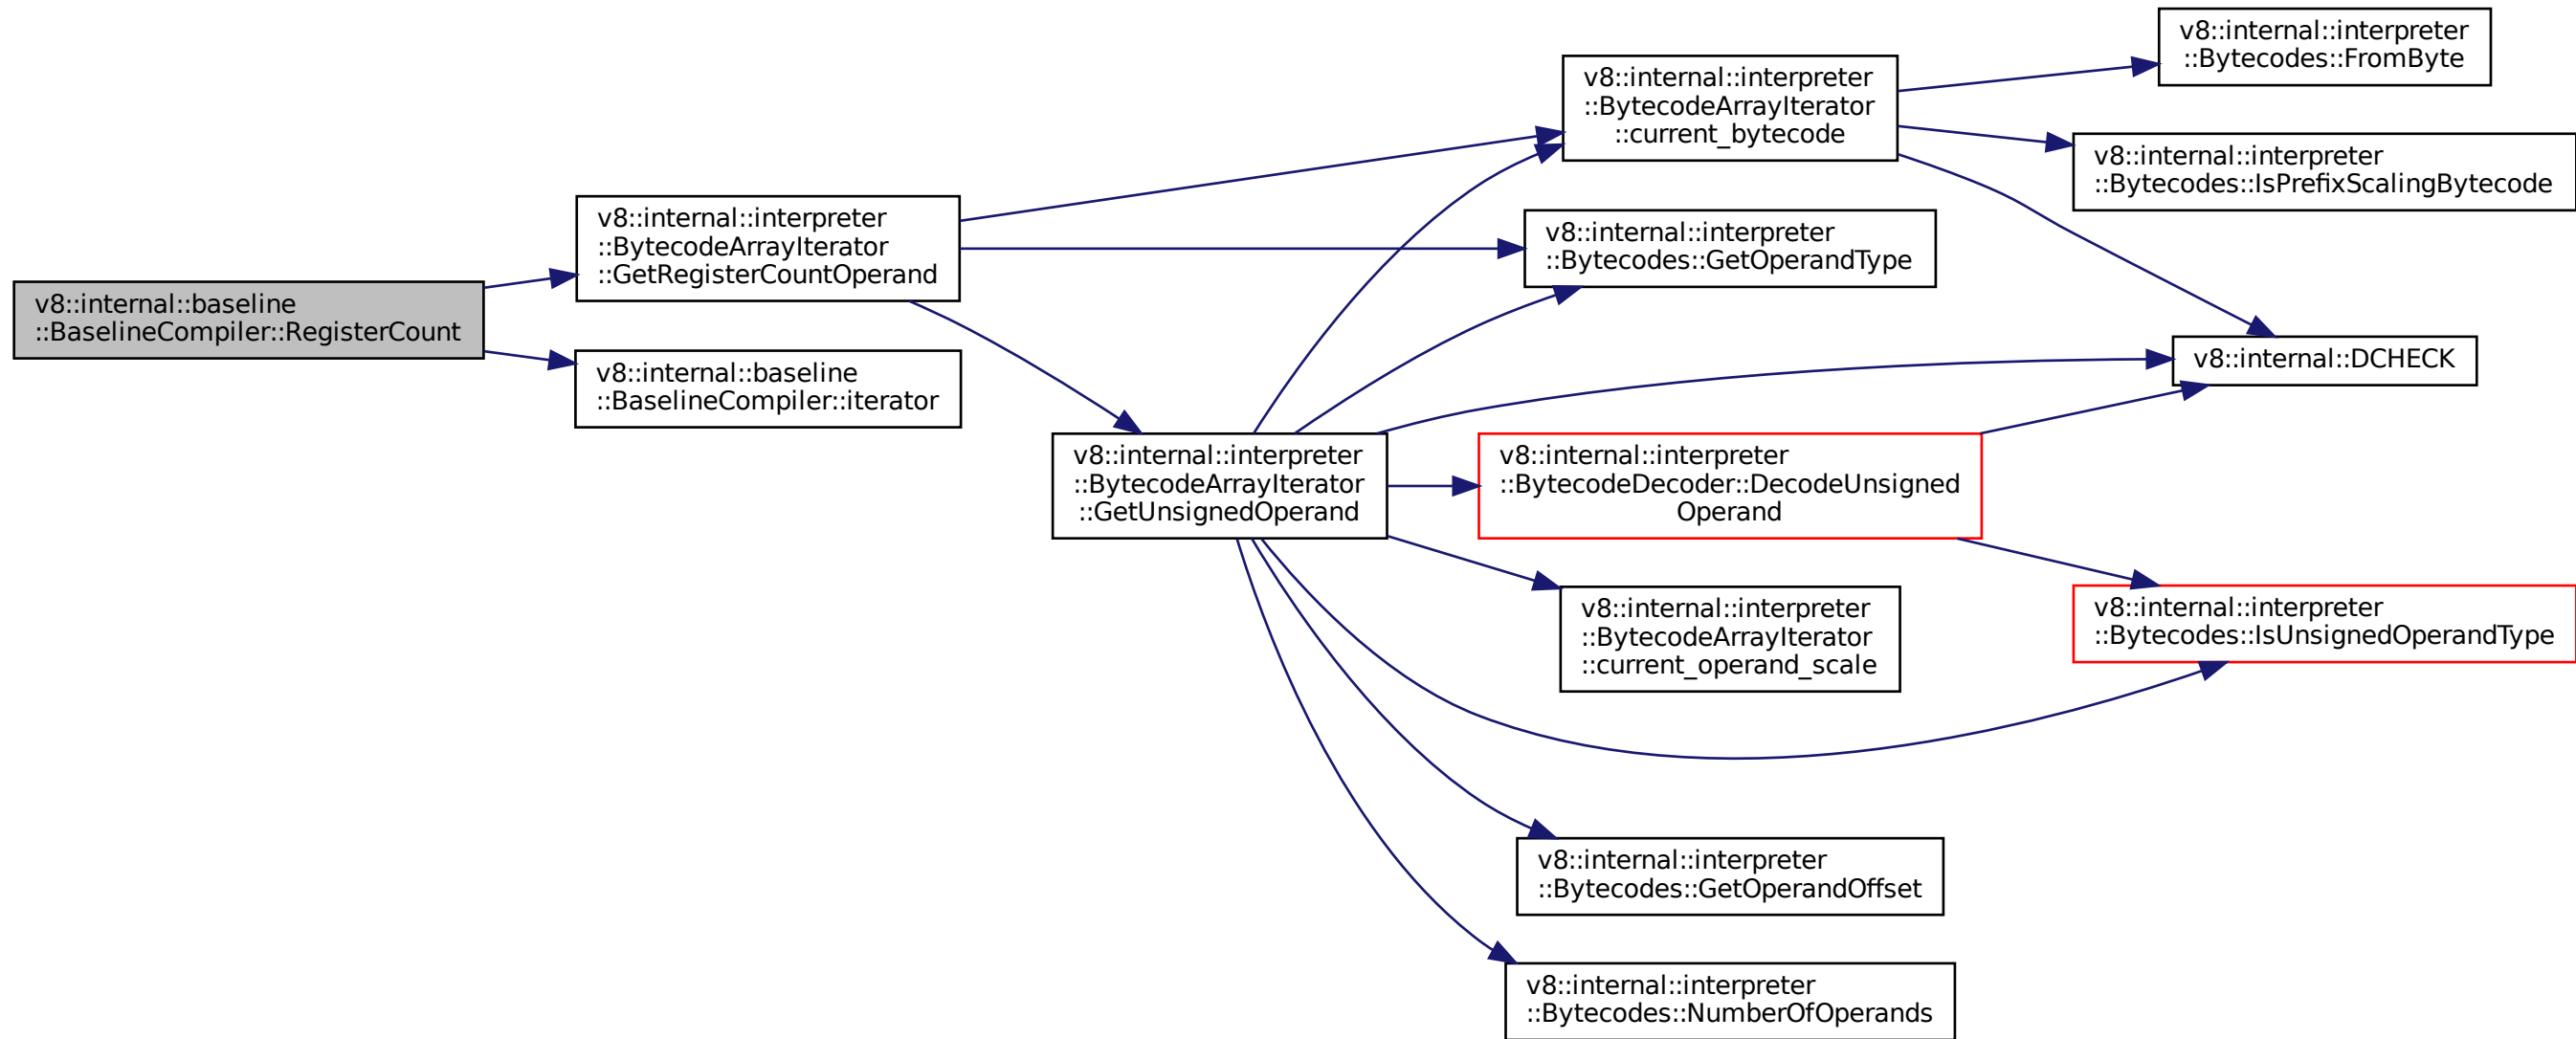 v8::internal::baseline
::BaselineCompiler::RegisterCount
v8::internal::interpreter
::BytecodeArrayIterator
::GetRegisterCountOperand
v8::internal::baseline
::BaselineCompiler::iterator
v8::internal::interpreter
::BytecodeArrayIterator
::GetUnsignedOperand
v8::internal::interpreter
::BytecodeArrayIterator
::current_bytecode
v8::internal::interpreter
::Bytecodes::GetOperandType
v8::internal::interpreter
::BytecodeDecoder::DecodeUnsigned
Operand
v8::internal::interpreter
::BytecodeArrayIterator
::current_operand_scale
v8::internal::interpreter
::Bytecodes::GetOperandOffset
v8::internal::interpreter
::Bytecodes::NumberOfOperands
v8::internal::interpreter
::Bytecodes::FromByte
v8::internal::interpreter
::Bytecodes::IsPrefixScalingBytecode
v8::internal::DCHECK
v8::internal::interpreter
::Bytecodes::IsUnsignedOperandType